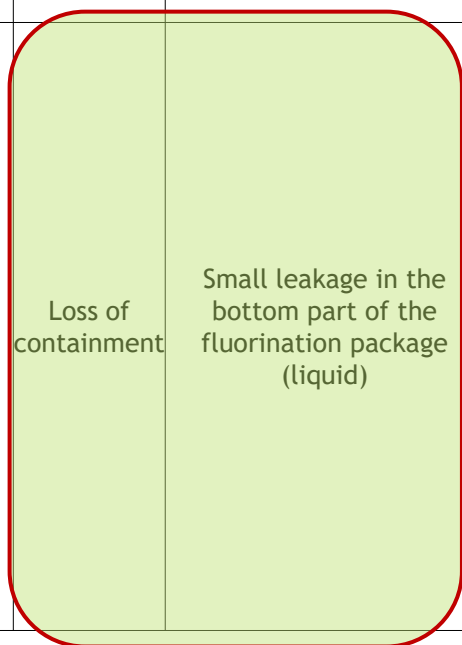 Loss of
containment
Small leakage in the
bottom part of the
fluorination package
(liquid)